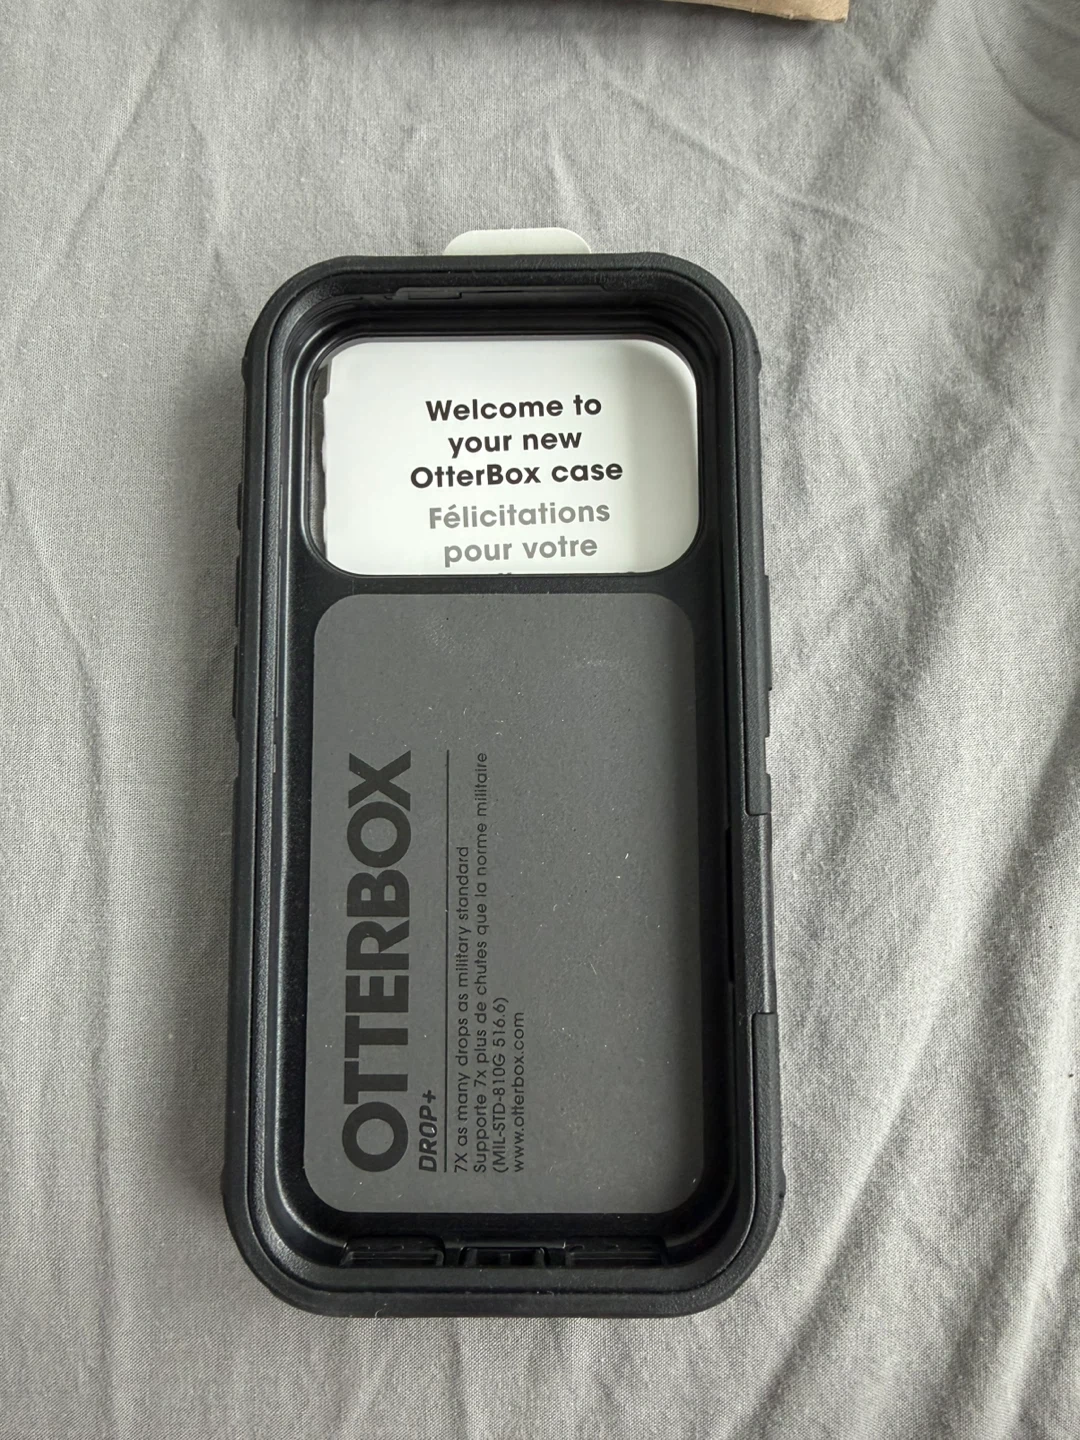 Welcome to
your new
OtterBox case
Félicitations
pour votre
OTTERBOX
DROP+
7X as many drops as military standard
Supporte 7x plus de chutes que la norme militaire
(MIL-STD-810G 516.6)
www.otterbox.com